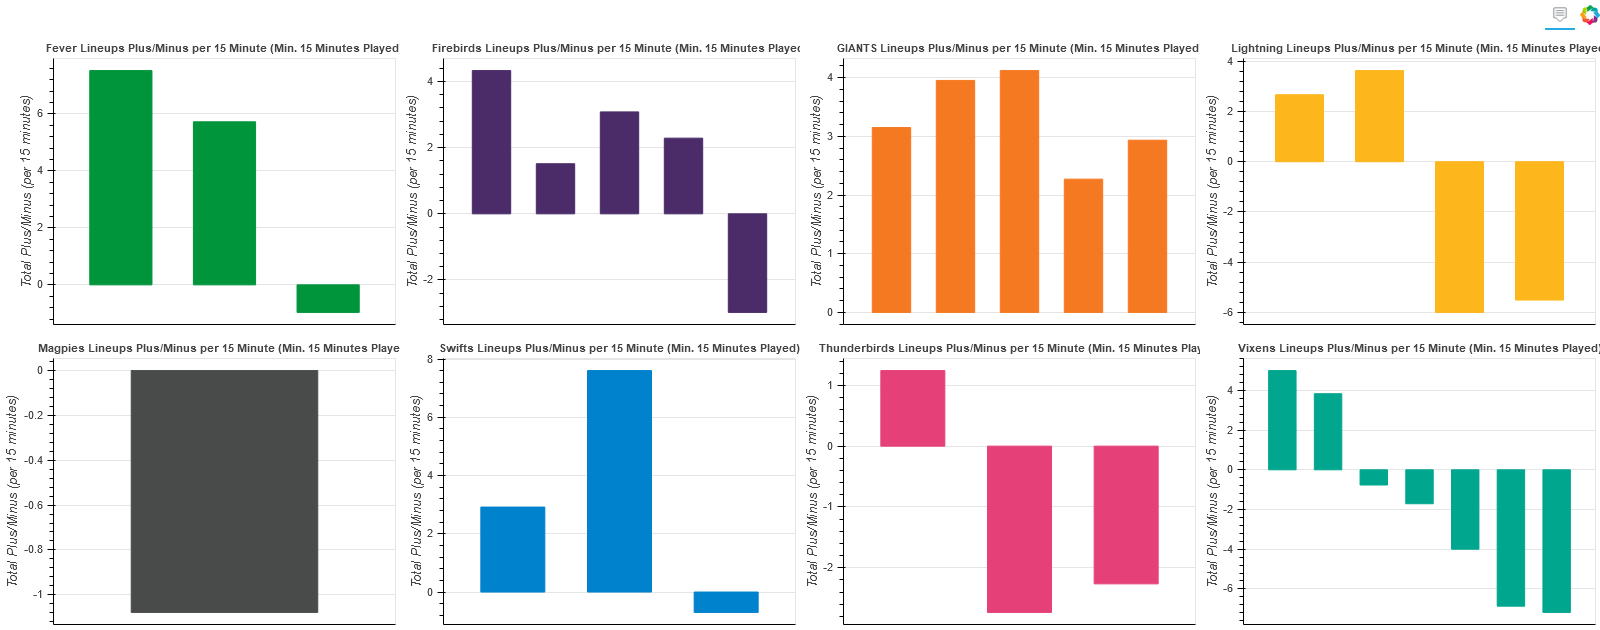 Fever Lineups Plus/Minus per 15 Minute (Min. 15 Minutes Played
Total Plus/Minus (per 15 minutes)
6
4
2
0
Firebirds Lineups Plus/Minus per 15 Minute (Min. 15 Minutes Played
Total Plus/Minus (per 15 minutes)
4
2
0
-2
GIANTS Lineups Plus/Minus per 15 Minute (Min. 15 Minutes Played
Total Plus/Minus (per 15 minutes)
4
3
2
1
0
Lightning Lineups Plus/Minus per 15 Minute (Min. 15 Minutes Played
Total Plus/Minus (per 15 minutes)
4
2
0
-2
-4
-6
Magpies Lineups Plus/Minus per 15 Minute (Min. 15 Minutes Playe
Total Plus/Minus (per 15 minutes)
0
-0.2
-0.4
-0.6
-0.8
-1
Swifts Lineups Plus/Minus per 15 Minute (Min. 15 Minutes Played)
Total Plus/Minus (per 15 minutes)
8
6
4
2
0
Thunderbirds Lineups Plus/Minus per 15 Minute (Min. 15 Minutes Play
Total Plus/Minus (per 15 minutes)
1
0
-1
-2
Vixens Lineups Plus/Minus per 15 Minute (Min. 15 Minutes Played)
Total Plus/Minus (per 15 minutes)
4
2
0
-2
-4
-6